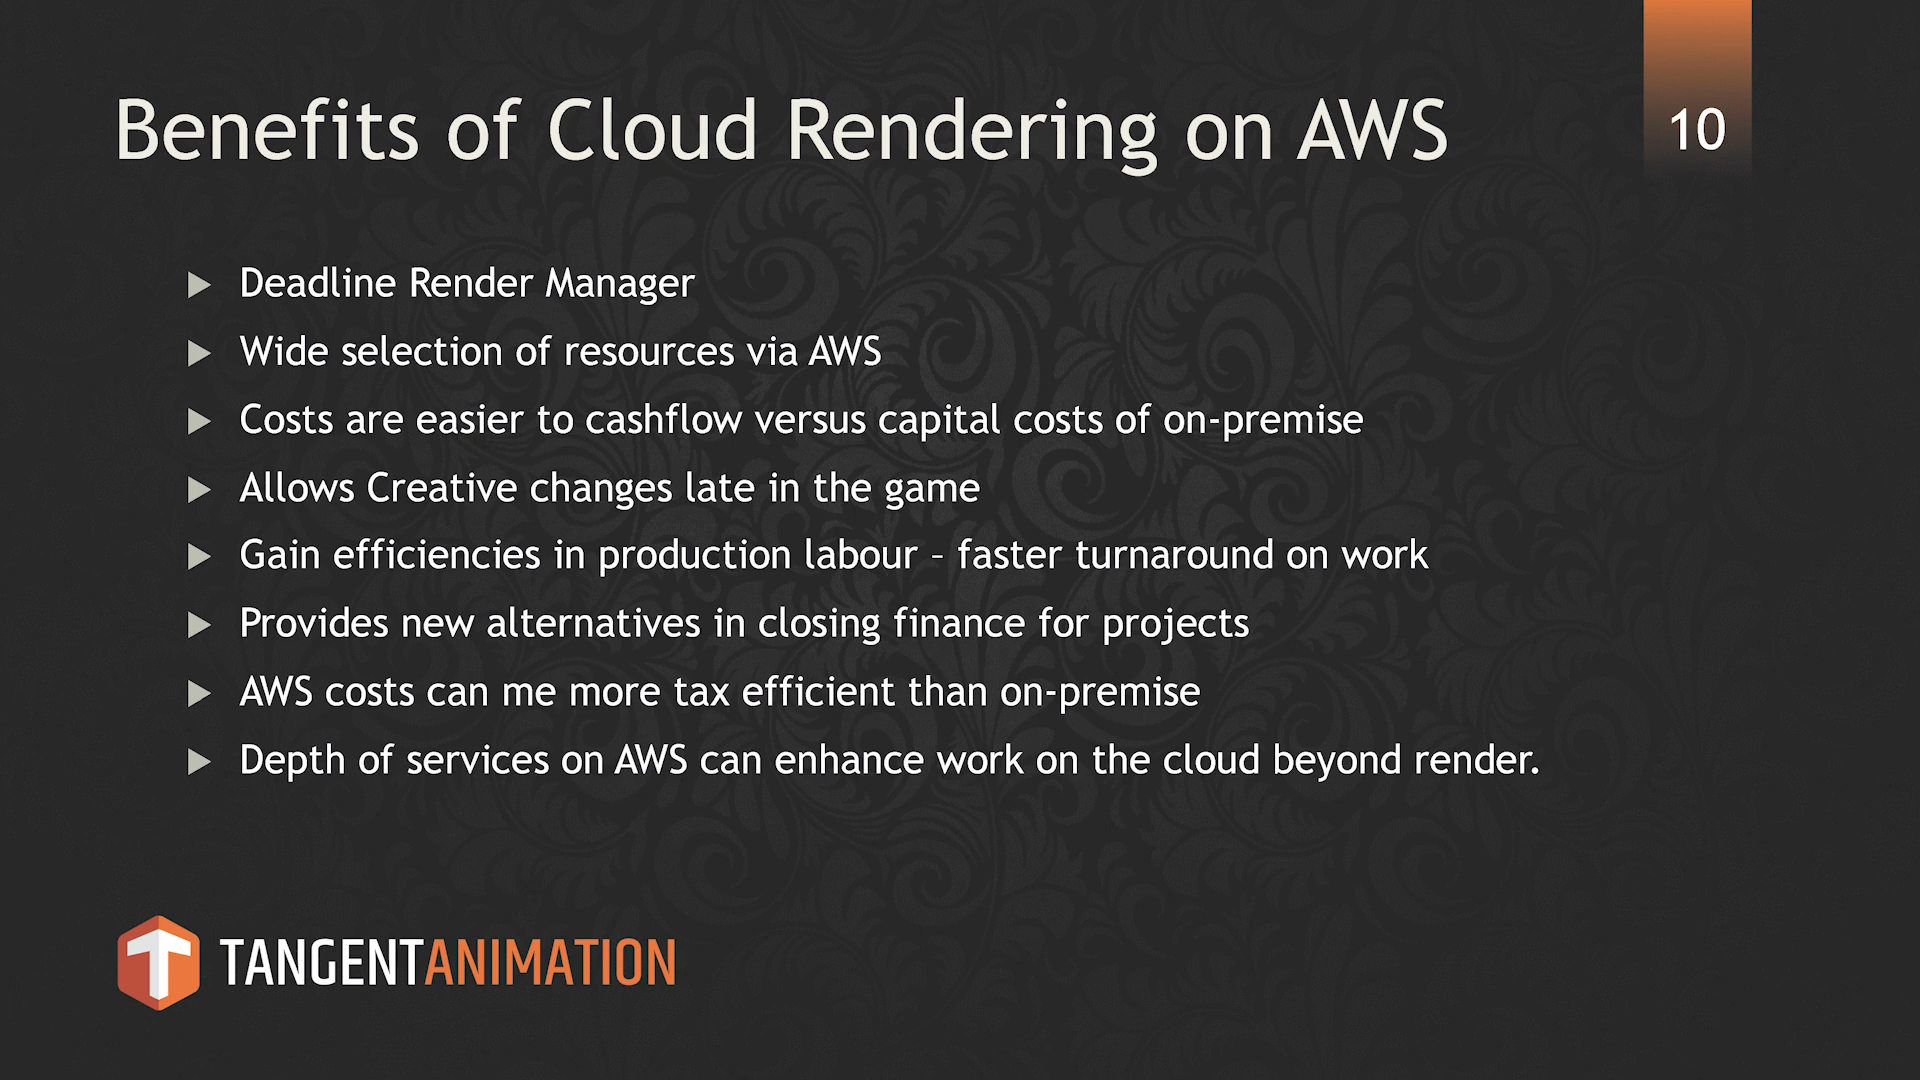 Benefits of Cloud Rendering on AWS
10
Deadline Render Manager
Wide selection of resources via AWS
Costs are easier to cashflow versus capital costs of on-premise
Allows Creative changes late in the game
Gain efficiencies in production labour – faster turnaround on work
Provides new alternatives in closing finance for projects
AWS costs can me more tax efficient than on-premise
Depth of services on AWS can enhance work on the cloud beyond render.
TANGENTANIMATION